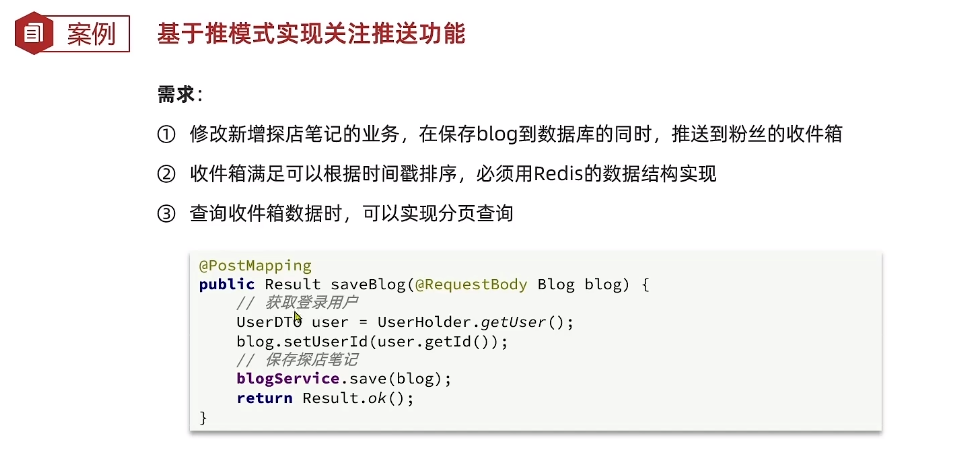 案例 基于推模式实现关注推送功能
需求：
① 修改新增探店笔记的业务，在保存blog到数据库的同时，推送到粉丝的收件箱
② 收件箱满足可以根据时间戳排序，必须用Redis的数据结构实现
③ 查询收件箱数据时，可以实现分页查询
@PostMapping
public Result saveBlog(@RequestBody Blog blog) {
// 获取登录用户
UserDTO user = UserHolder.getUser();
blog.setUserId(user.getId());
// 保存探店笔记
blogService.save(blog);
return Result.ok();
}